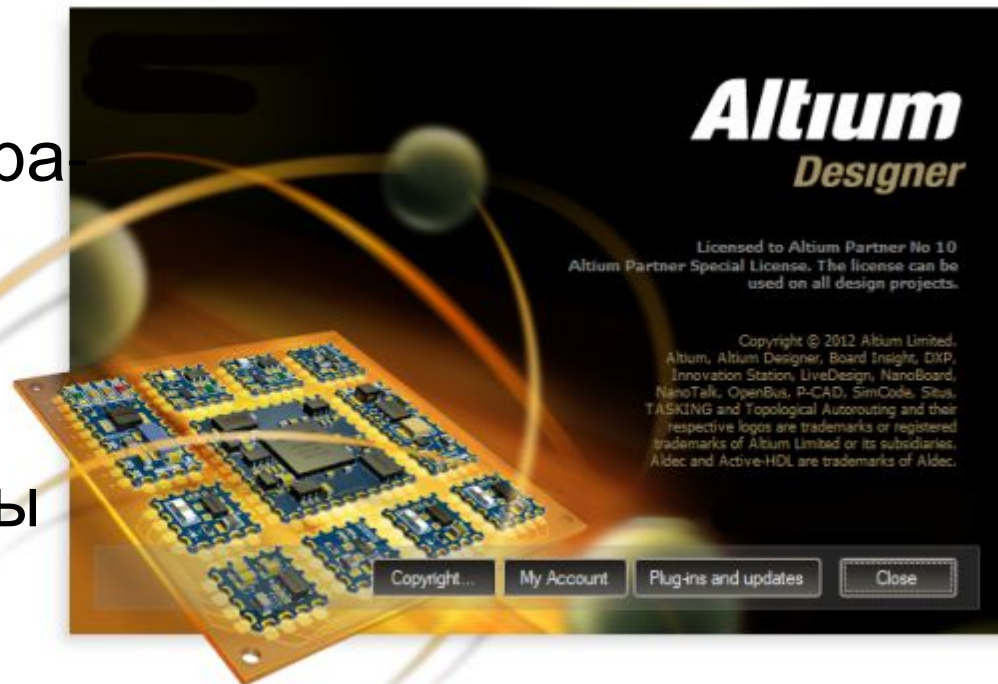 ра-
ы
Altium
Designer
Licensed to Altium Partner No 10
Altium Partner Special License. The license can be
used on all design projects.
Copyright © 2012 Altium Limited.
Altium, Altium Designer, Board Insight, DXP,
Innovation Station, LiveDesign, NanoBoard,
NanoTalk, OpenBus, P-CAD, SimCode, Situs,
TASKING and Topological Autorouting and their
respective logos are trademarks or registered
trademarks of Altium Limited or its subsidiaries.
Aldec and Active-HDL are trademarks of Aldec.
Copyright... My Account Plug-ins and updates Close